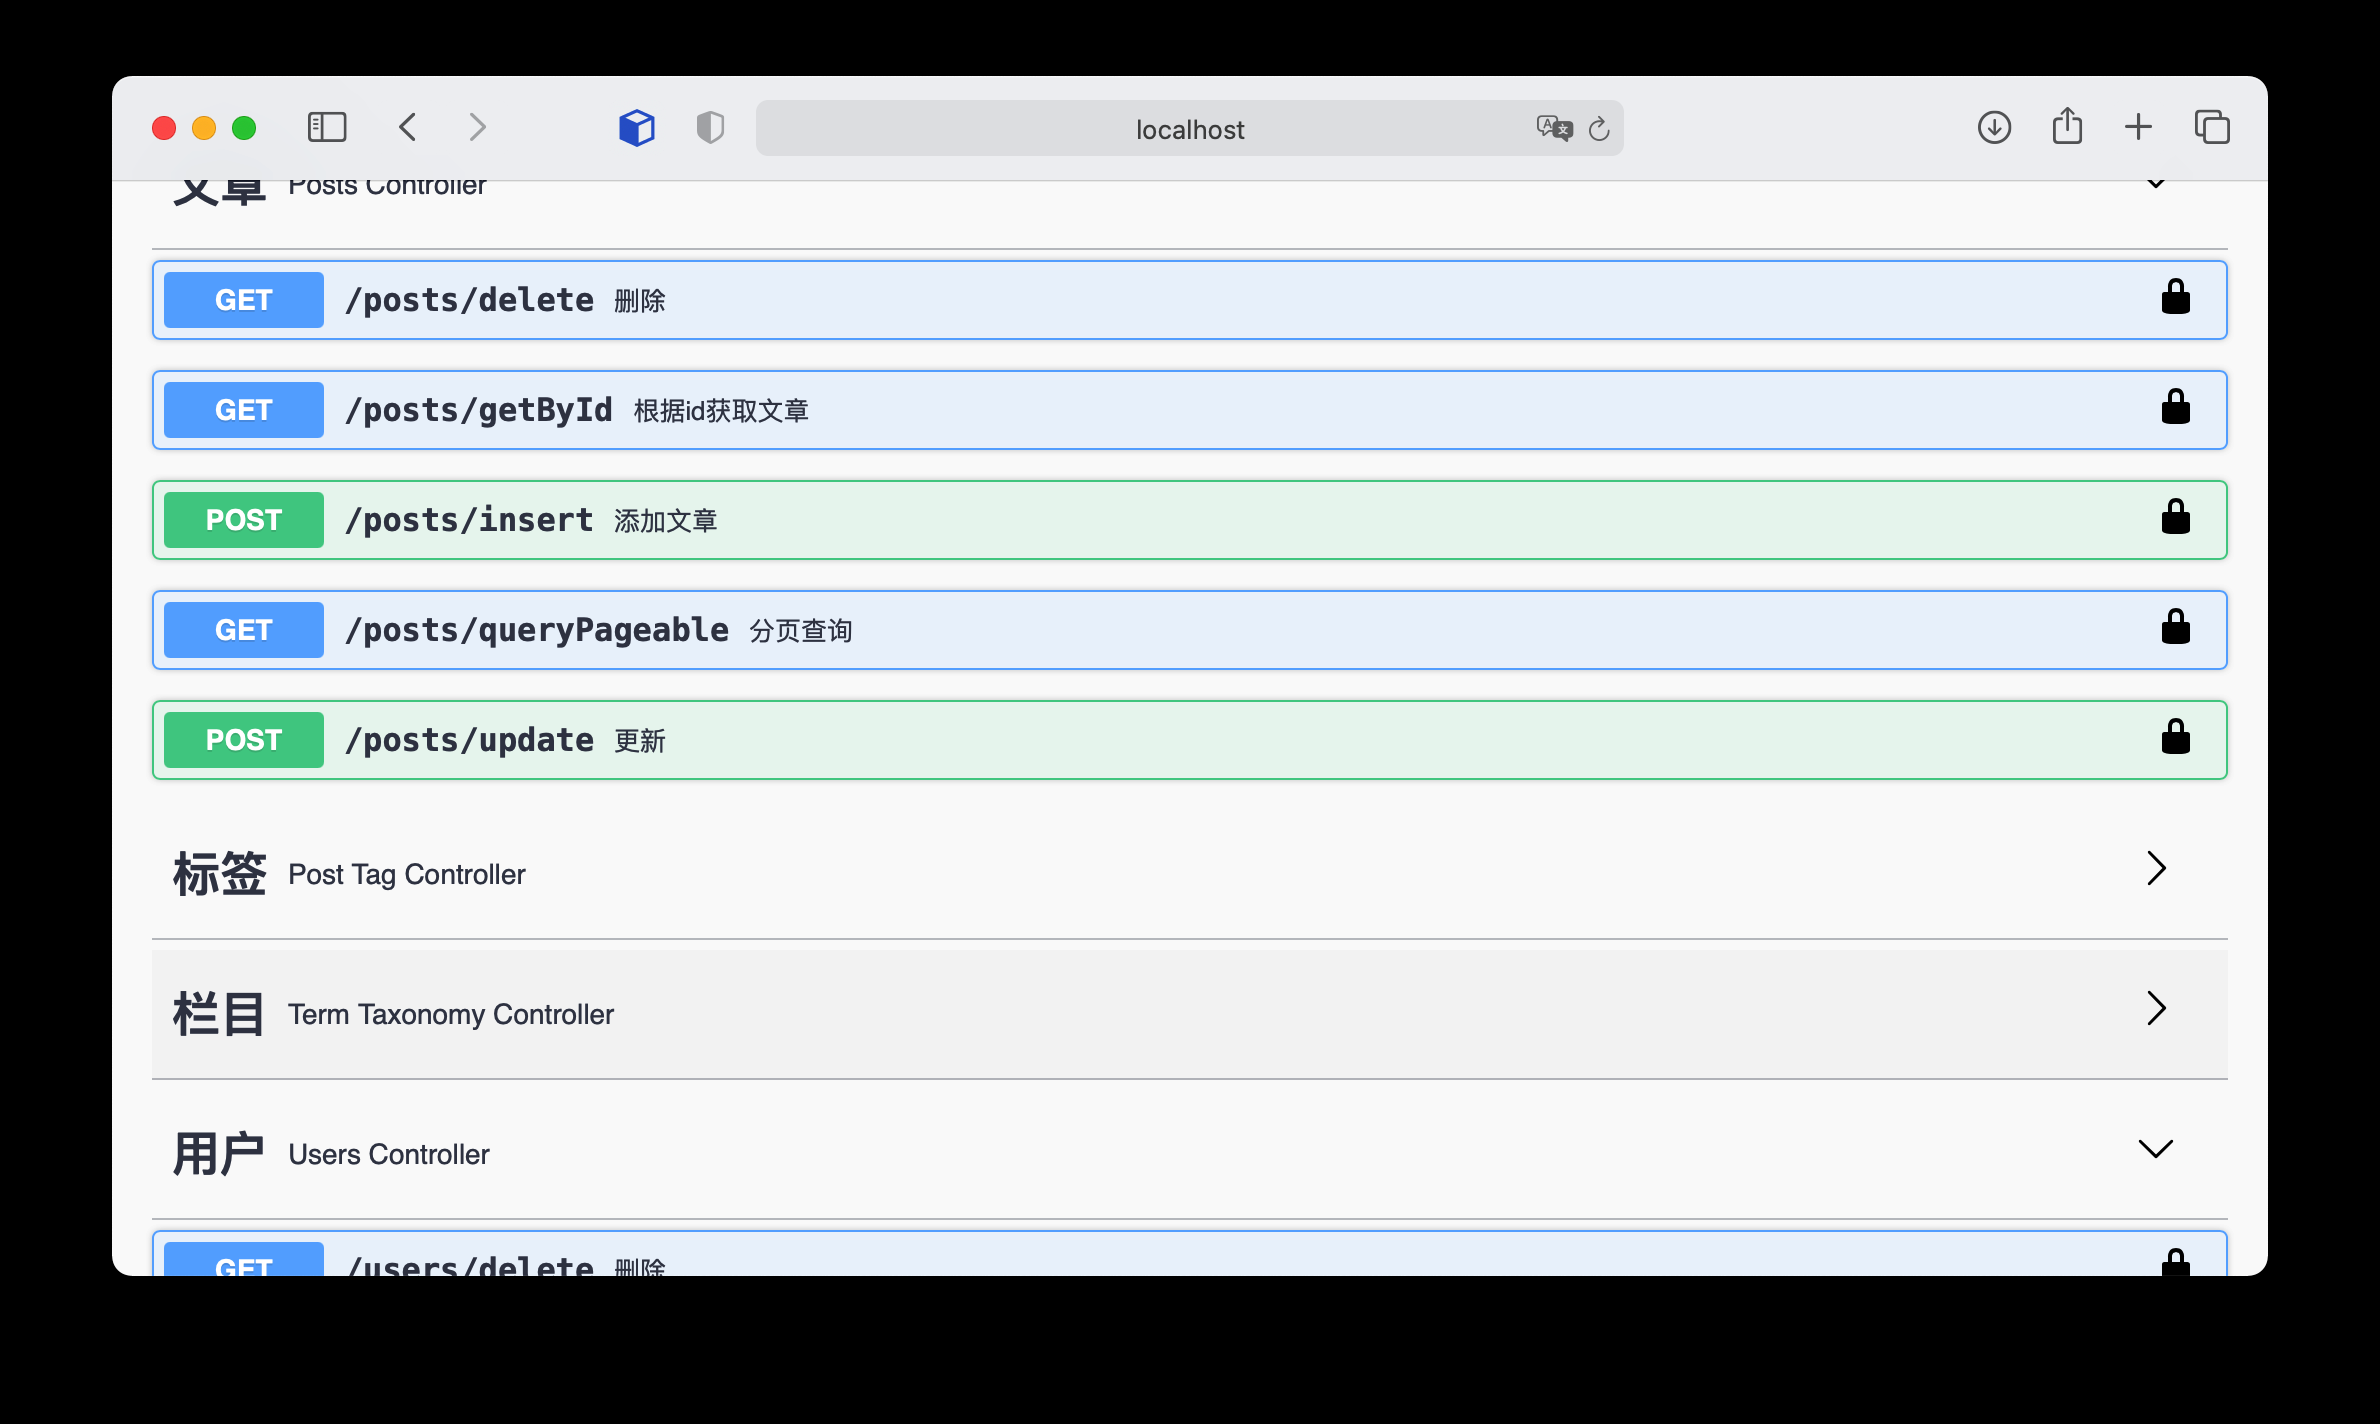 localhost
文章 Posts Controller
GET /posts/delete 删除
GET /posts/getById 根据id获取文章
POST /posts/insert 添加文章
GET /posts/queryPageable 分页查询
POST /posts/update 更新
标签 Post Tag Controller
栏目 Term Taxonomy Controller
用户 Users Controller
GET /users/delete 删除